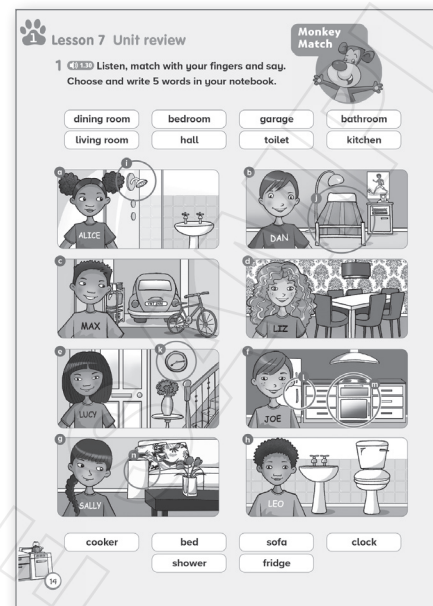 1 Lesson 7 Unit review
Monkey
Match
1 1.30 Listen, match with your fingers and say.
Choose and write 5 words in your notebook.
dining room bedroom garage bathroom
living room hall toilet kitchen
a i b j
ALICE DAN
c d
MAX LIZ
e k f l m
LUCY JOE
g n h
SALLY LEO
cooker bed sofa clock
shower fridge
14
SAMPLE